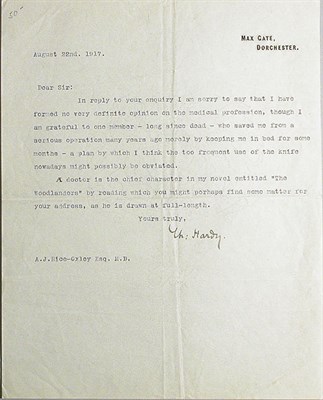 50-
MAX GATE,
DORCHESTER.
August 22nd. 1917.
Dear Sir:
In reply to your enquiry I am sorry to say that I have
formed no very definite opinion on the medical profession, though I
am grateful to one member - long since dead - who saved me from a
serious operation many years ago merely by keeping me in bed for some
months - a plan by which I think the too frequent use of the knife
nowadays might possibly be obviated.
A doctor is the chief character in my novel entitled "The
Woodlanders" by reading which you might perhaps find some matter for
your address, as he is drawn at full-length.
Yours truly,
Th: Hardy.
A.J.Rice-Oxley Esq. M.D.